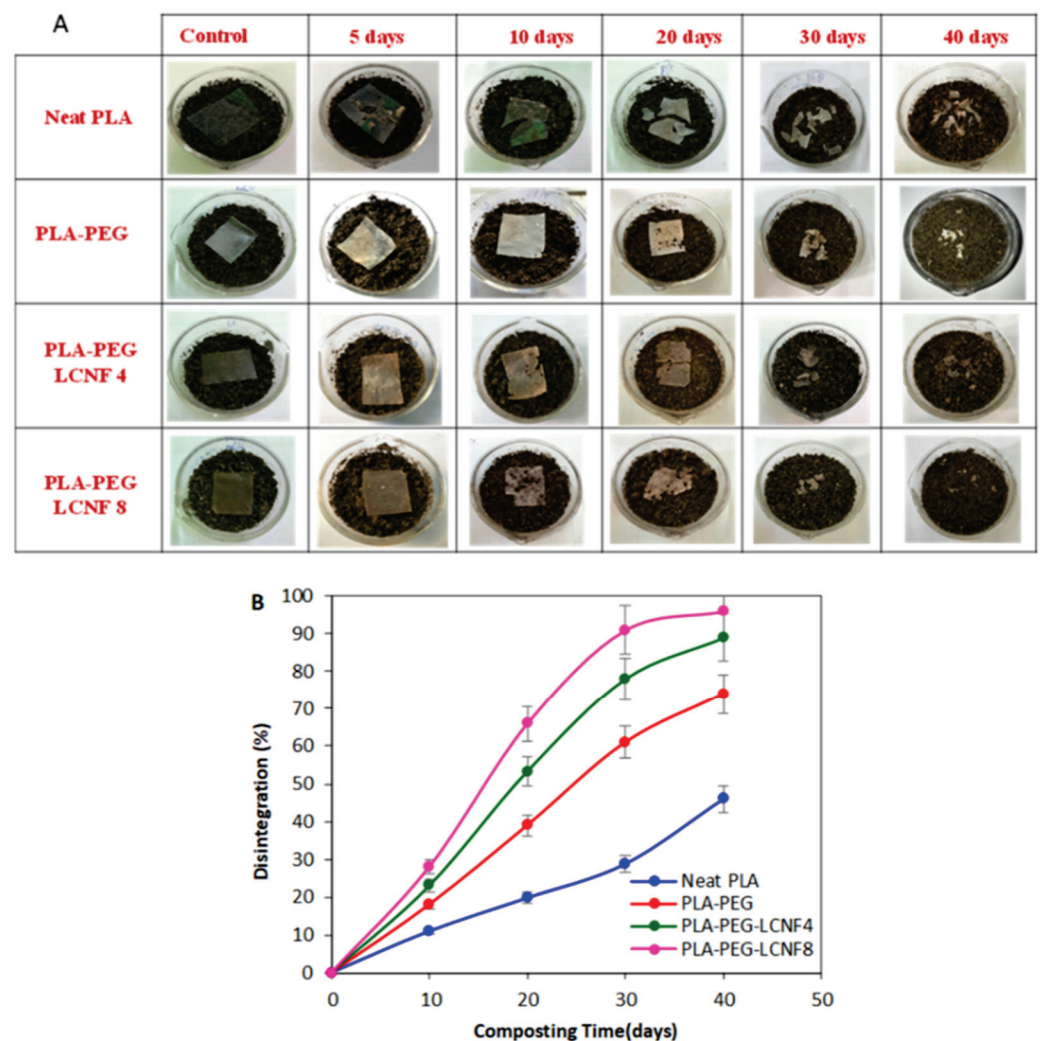 A
Control 5 days 10 days 20 days 30 days 40 days
Neat PLA
PLA-PEG
PLA-PEG
LCNF 4
PLA-PEG
LCNF 8
B
100
90
80
70
60
50
40
30
20
10
0
Disintegration (%)
Neat PLA
PLA-PEG
PLA-PEG-LCNF4
PLA-PEG-LCNF8
0 10 20 30 40 50
Composting Time(days)